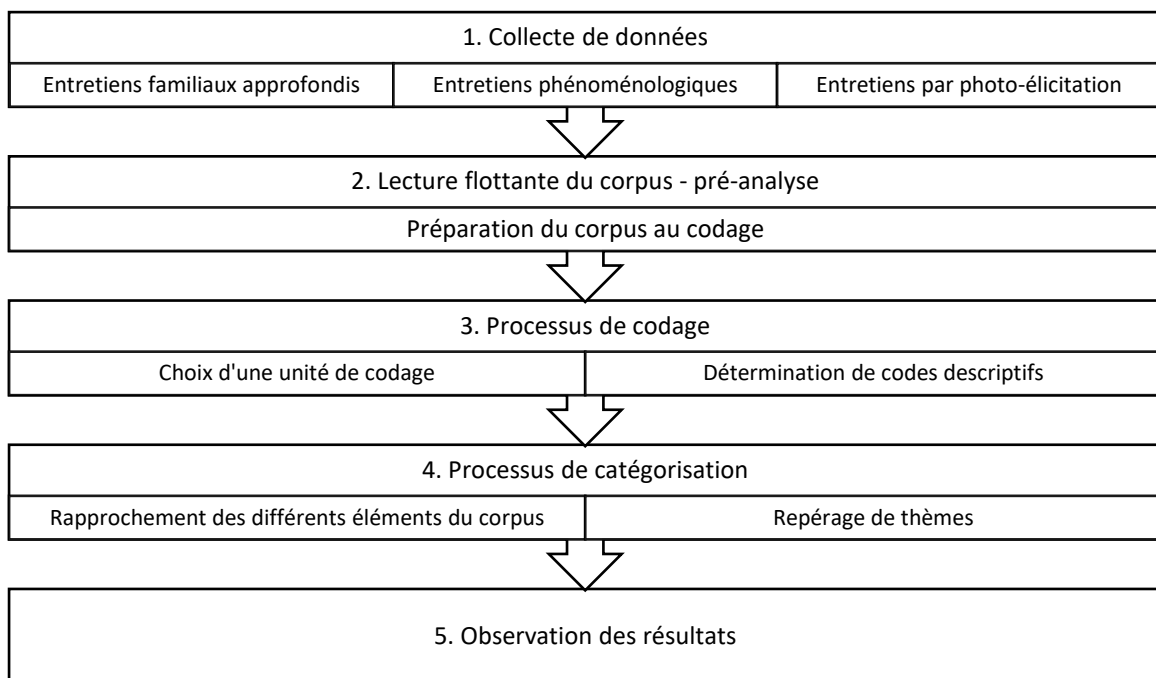 1. Collecte de données
Entretiens familiaux approfondis
Entretiens phénoménologiques
Entretiens par photo-élicitation
2. Lecture flottante du corpus - pré-analyse
Préparation du corpus au codage
3. Processus de codage
Choix d'une unité de codage
Détermination de codes descriptifs
4. Processus de catégorisation
Rapprochement des différents éléments du corpus
Repérage de thèmes
5. Observation des résultats